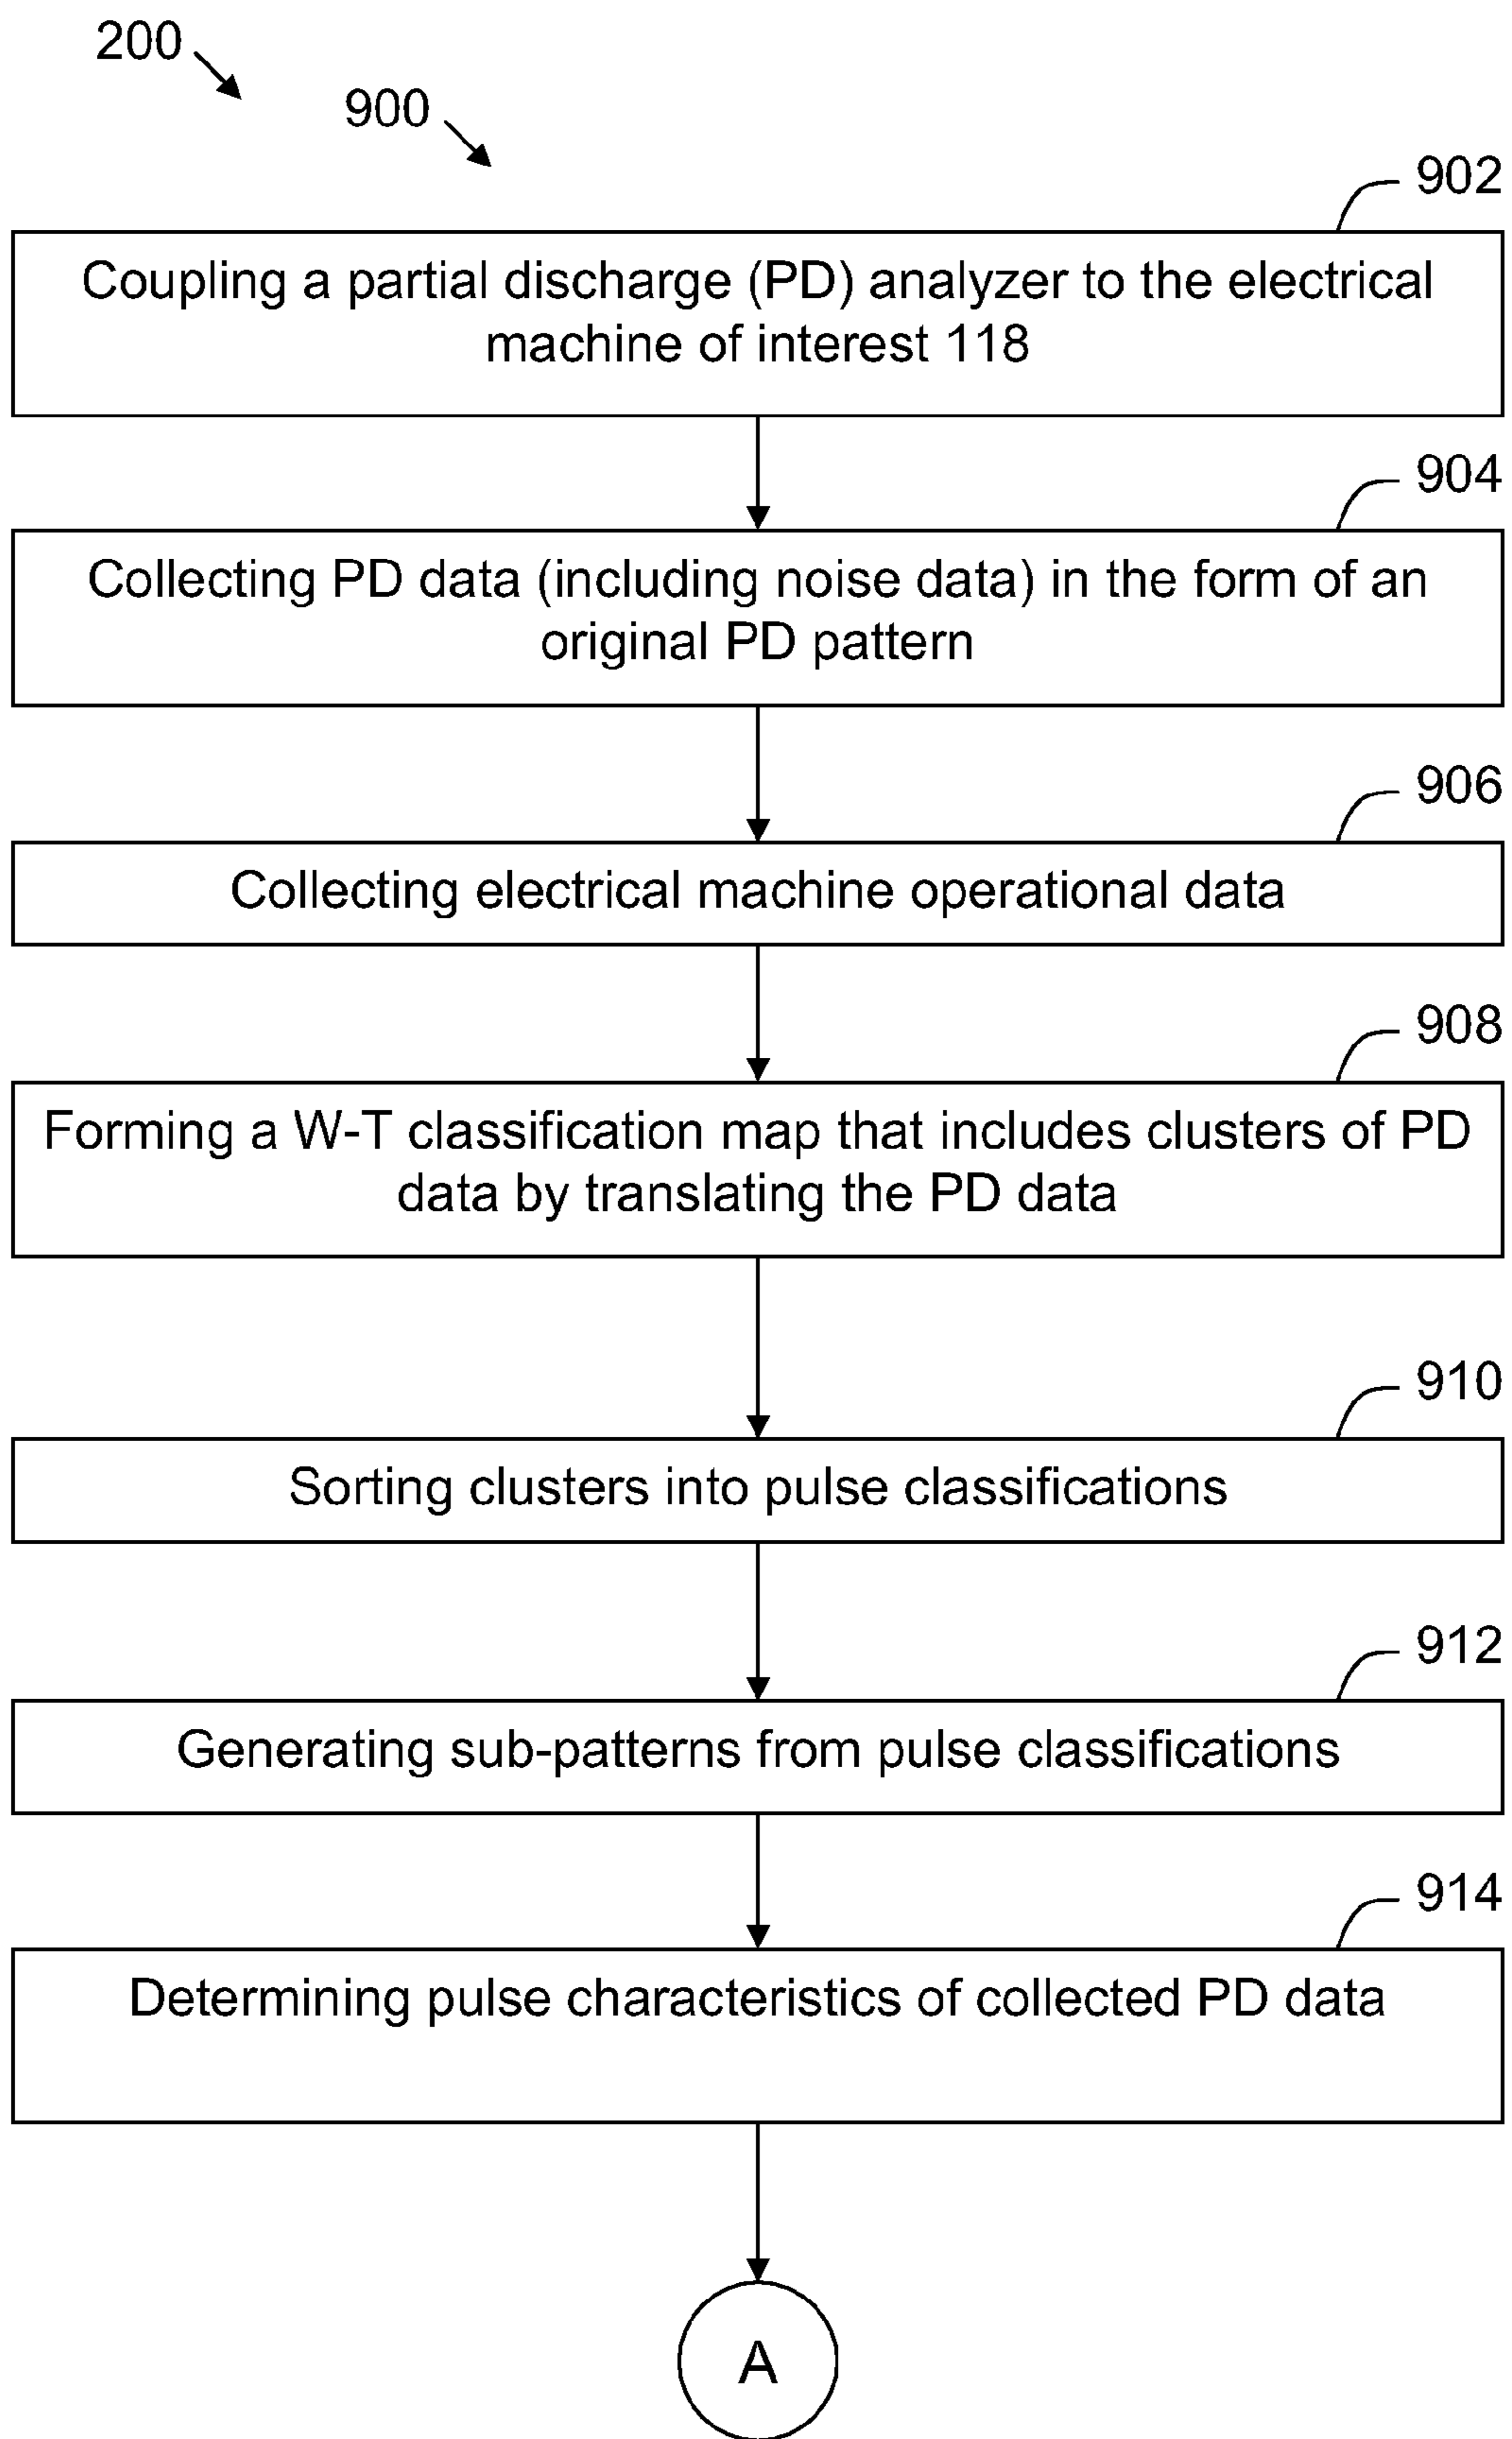 200
900
902
Coupling a partial discharge (PD) analyzer to the electrical
machine of interest 118
904
Collecting PD data (including noise data) in the form of an
original PD pattern
906
Collecting electrical machine operational data
908
Forming a W-T classification map that includes clusters of PD
data by translating the PD data
910
Sorting clusters into pulse classifications
912
Generating sub-patterns from pulse classifications
914
Determining pulse characteristics of collected PD data
A